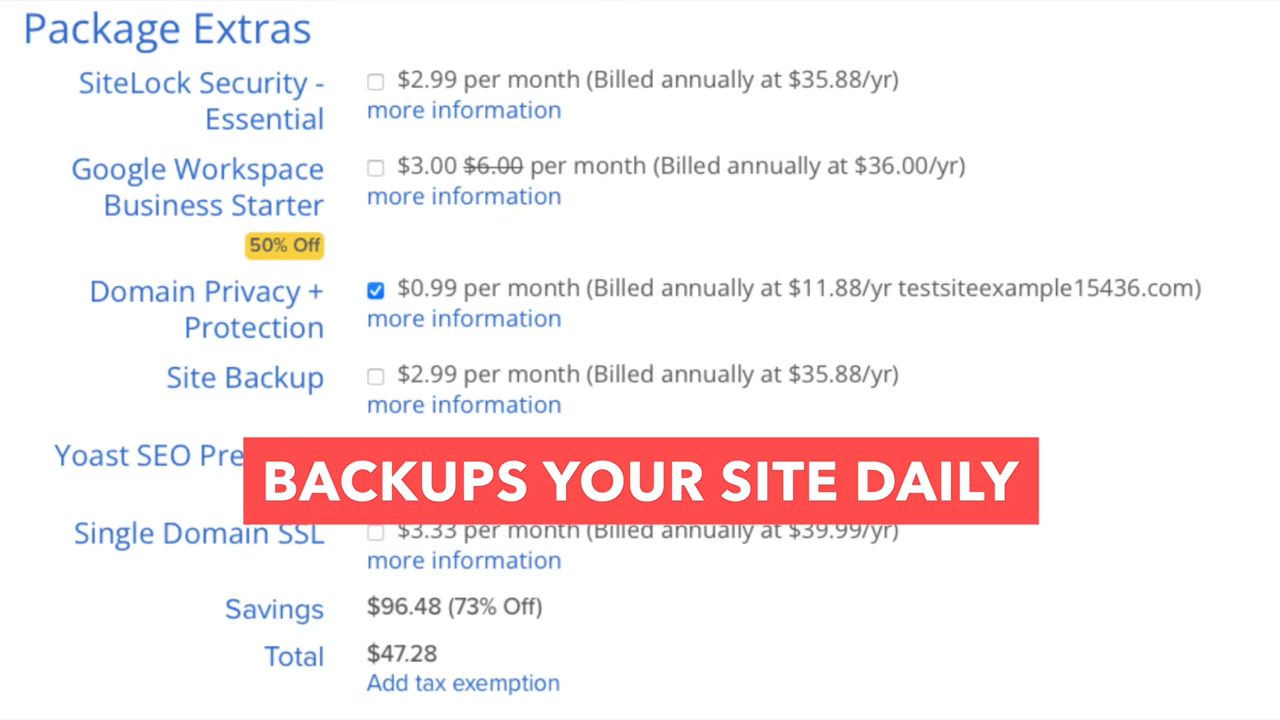 Package Extras
SiteLock Security -
Essential
$2.99 per month (Billed annually at $35.88/yr)
more information
Google Workspace
Business Starter
50% Off
$3.00 $6.00 per month (Billed annually at $36.00/yr)
more information
Domain Privacy +
Protection
$0.99 per month (Billed annually at $11.88/yr testsiteexample15436.com)
more information
Site Backup
$2.99 per month (Billed annually at $35.88/yr)
more information
Yoast SEO Pre
BACKUPS YOUR SITE DAILY
Single Domain SSL
$3.33 per month (Billed annually at $39.99/yr)
more information
Savings
$96.48 (73% Off)
Total
$47.28
Add tax exemption